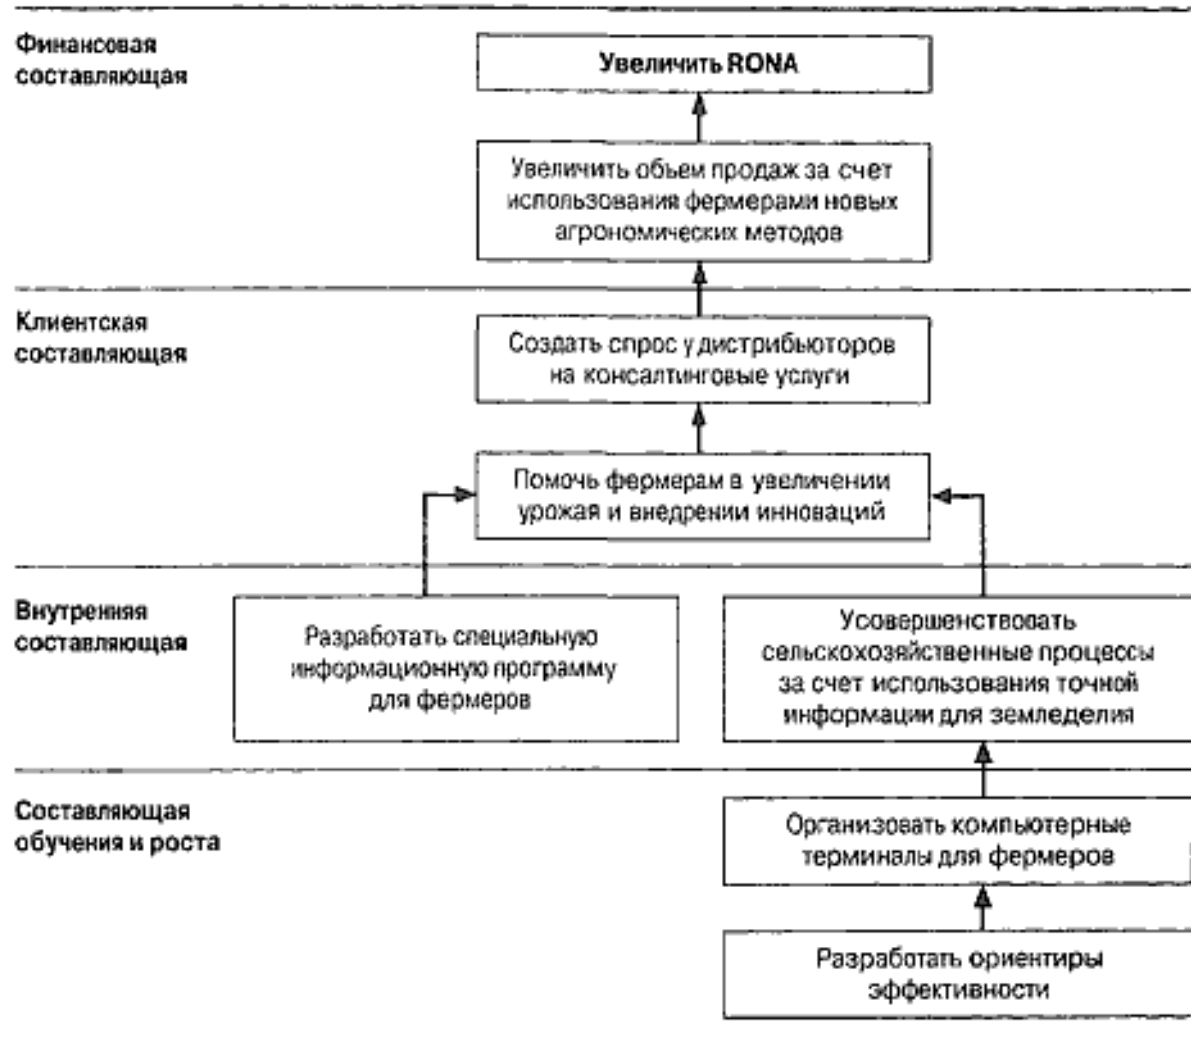 Финансовая
составляющая
Увеличить RONA
Увеличить объем продаж за счет
использования фермерами новых
агрономических методов
Клиентская
составляющая
Создать спрос у дистрибьюторов
на консалтинговые услуги
Помочь фермерам в увеличении
урожая и внедрении инноваций
Внутренняя
составляющая
Разработать специальную
информационную программу
для фермеров
Усовершенствовать
сельскохозяйственные процессы
за счет использования точной
информации для земледелия
Составляющая
обучения и роста
Организовать компьютерные
терминалы для фермеров
Разработать ориентиры
эффективности